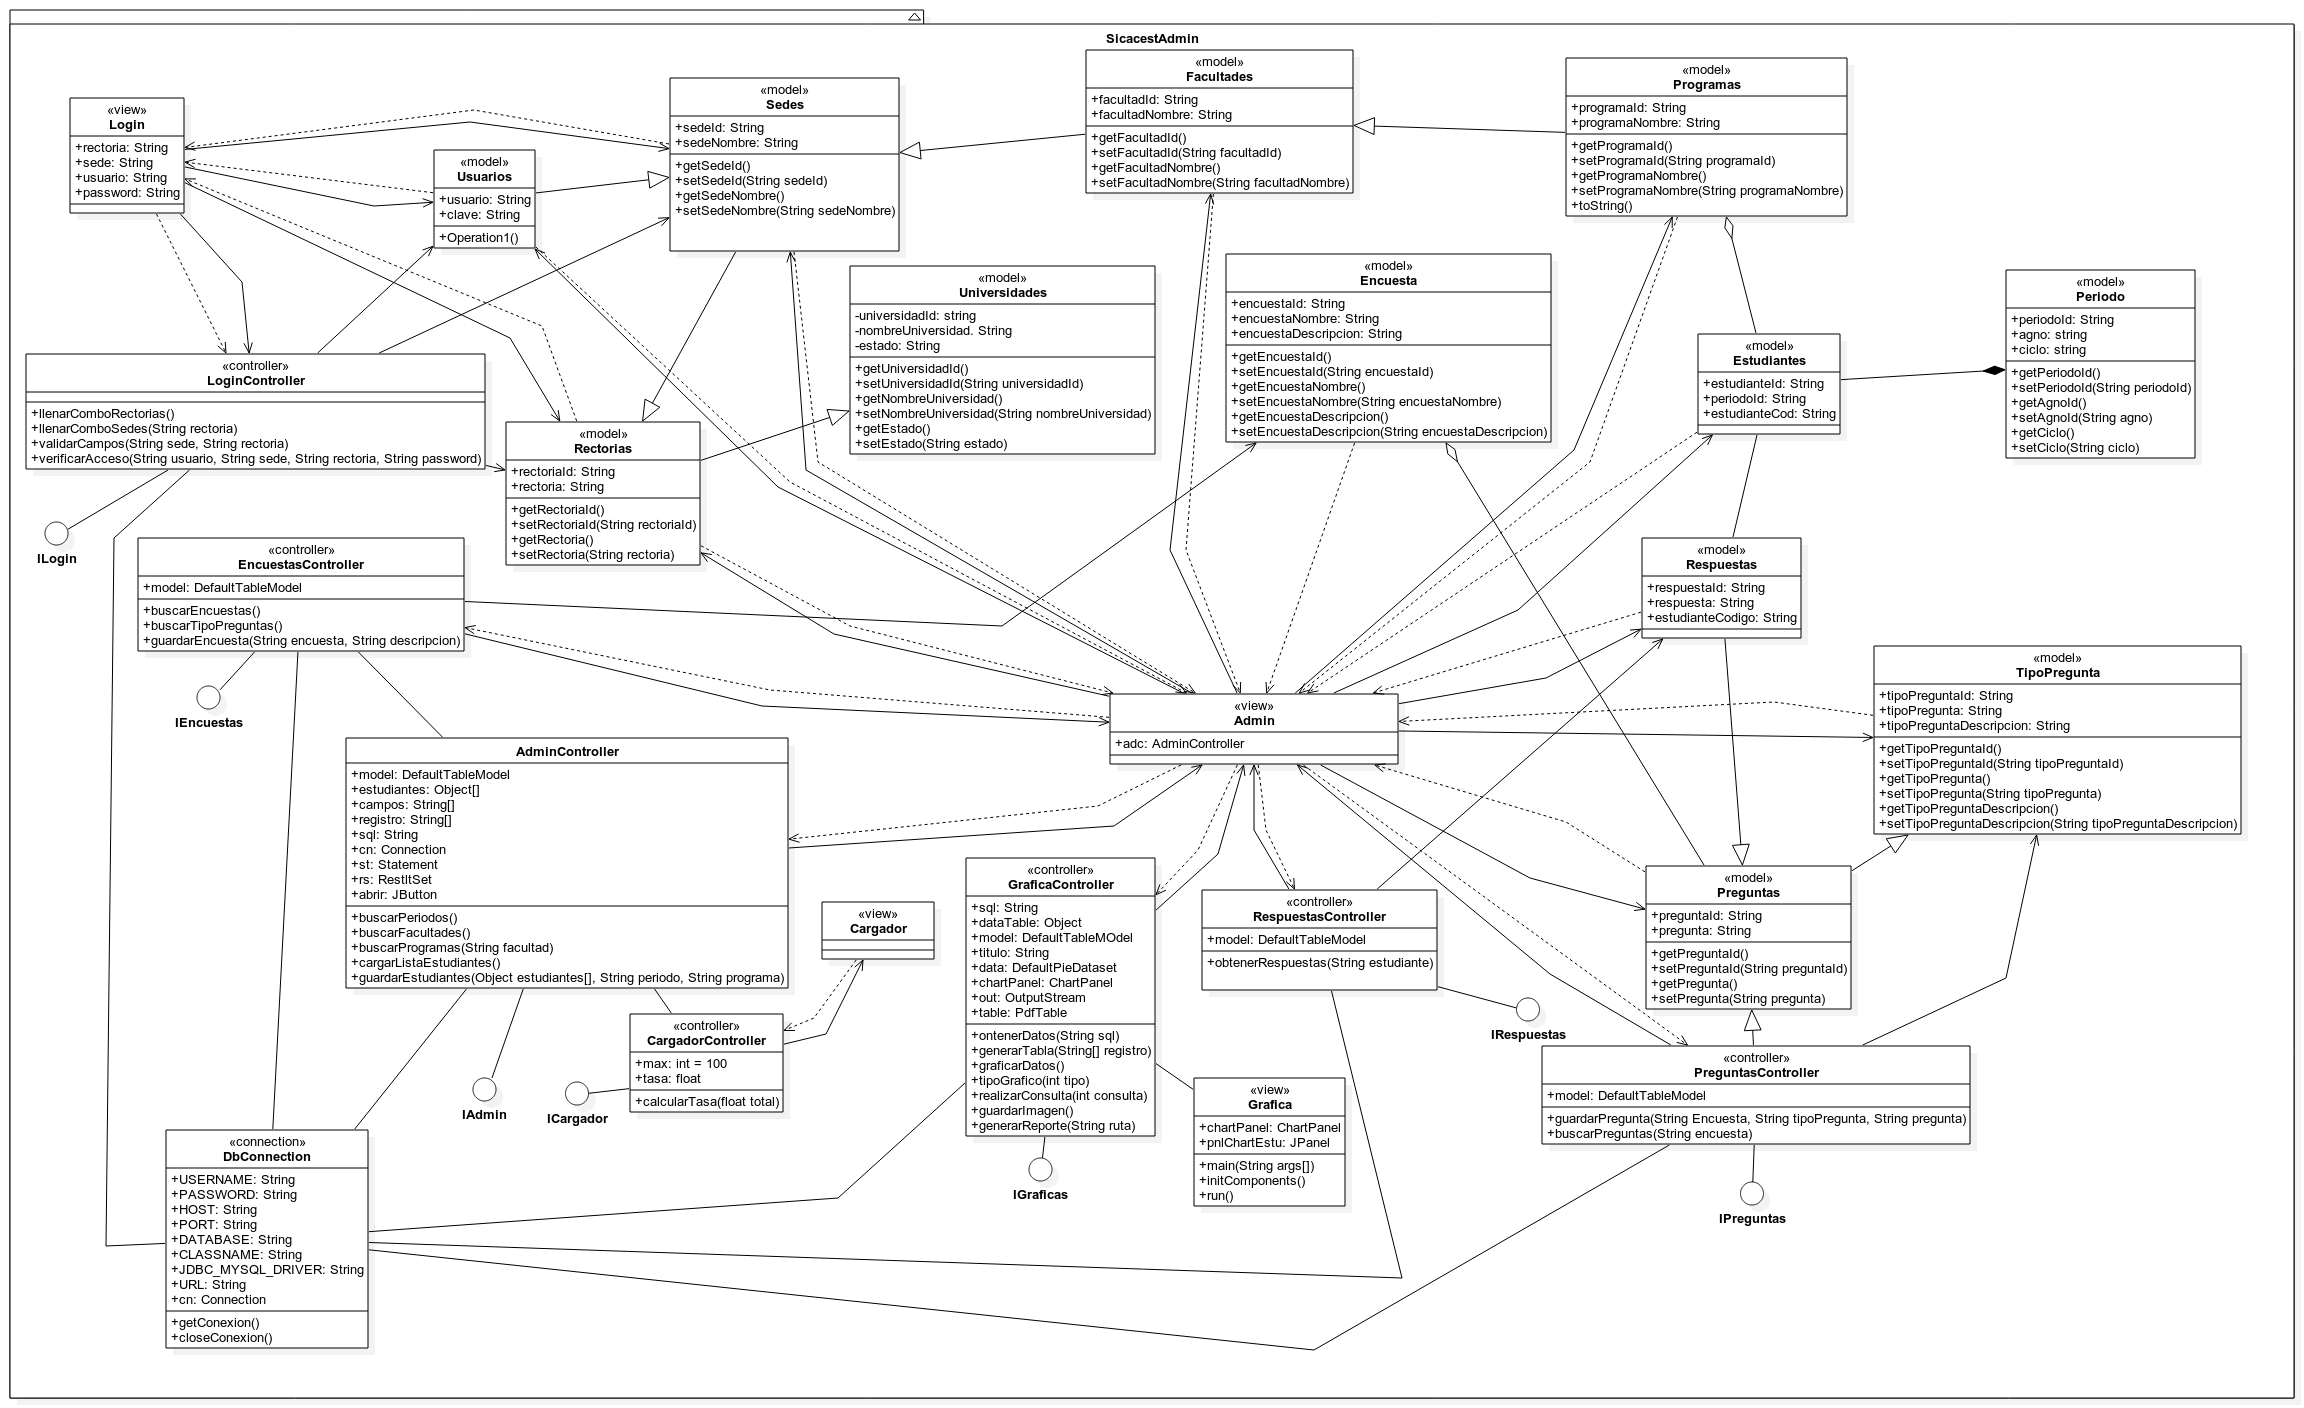 SicacestAdmin
«view»
Login
+rectoria: String
+sede: String
+usuario: String
+password: String
«model»
Usuarios
+usuario: String
+clave: String
+Operation1()
«model»
Sedes
+sedeId: String
+sedeNombre: String
+getSedeId()
+setSedeId(String sedeId)
+getSedeNombre()
+setSedeNombre(String sedeNombre)
«model»
Facultades
+facultadId: String
+facultadNombre: String
+getFacultadId()
+setFacultadId(String facultadId)
+getFacultadNombre()
+setFacultadNombre(String facultadNombre)
«model»
Programas
+programaId: String
+programaNombre: String
+getProgramaId()
+setProgramaId(String programaId)
+getProgramaNombre()
+setProgramaNombre(String programaNombre)
+toString()
«model»
Universidades
-universidadId: string
-nombreUniversidad. String
-estado: String
+getUniversidadId()
+setUniversidadId(String universidadId)
+getNombreUniversidad()
+setNombreUniversidad(String nombreUniversidad)
+getEstado()
+setEstado(String estado)
«model»
Encuesta
+encuestaId: String
+encuestaNombre: String
+encuestaDescripcion: String
+getEncuestaId()
+setEncuestaId(String encuestaId)
+getEncuestaNombre()
+setEncuestaNombre(String encuestaNombre)
+getEncuestaDescripcion()
+setEncuestaDescripcion(String encuestaDescripcion)
«model»
Estudiantes
+estudianteId: String
+periodoId: String
+estudianteCod: String
«model»
Periodo
+periodoId: String
+agno: string
+ciclo: string
+getPeriodoId()
+setPeriodoId(String periodoId)
+getAgnoId()
+setAgnoId(String agno)
+getCiclo()
+setCiclo(String ciclo)
«controller»
LoginController
+llenarComboRectorias()
+llenarComboSedes(String rectoria)
+validarCampos(String sede, String rectoria)
+verificarAcceso(String usuario, String sede, String rectoria, String password)
ILogin
«model»
Rectorias
+rectoriaId: String
+rectoria: String
+getRectoriaId()
+setRectoriaId(String rectoriaId)
+getRectoria()
+setRectoria(String rectoria)
«controller»
EncuestasController
+model: DefaultTableModel
+buscarEncuestas()
+buscarTipoPreguntas()
+guardarEncuesta(String encuesta, String descripcion)
IEncuestas
«model»
Respuestas
+respuestaId: String
+respuesta: String
+estudianteCodigo: String
«model»
TipoPregunta
+tipoPreguntaId: String
+tipoPregunta: String
+tipoPreguntaDescripcion: String
+getTipoPreguntaId()
+setTipoPreguntaId(String tipoPreguntaId)
+getTipoPregunta()
+setTipoPregunta(String tipoPregunta)
+getTipoPreguntaDescripcion()
+setTipoPreguntaDescripcion(String tipoPreguntaDescripcion)
«view»
Admin
+adc: AdminController
AdminController
+model: DefaultTableModel
+estudiantes: Object[]
+campos: String[]
+registro: String[]
+sql: String
+cn: Connection
+st: Statement
+rs: RestltSet
+abrir: JButton
+buscarPeriodos()
+buscarFacultades()
+buscarProgramas(String facultad)
+cargarListaEstudiantes()
+guardarEstudiantes(Object estudiantes[], String periodo, String programa)
IAdmin
«view»
Cargador
«controller»
CargadorController
+max: int = 100
+tasa: float
+calcularTasa(float total)
ICargador
«controller»
GraficaController
+sql: String
+dataTable: Object
+model: DefaultTableMOdel
+titulo: String
+data: DefaultPieDataset
+chartPanel: ChartPanel
+out: OutputStream
+table: PdfTable
+ontenerDatos(String sql)
+generarTabla(String[] registro)
+graficarDatos()
+tipoGrafico(int tipo)
+realizarConsulta(int consulta)
+guardarImagen()
+generarReporte(String ruta)
IGraficas
«controller»
RespuestasController
+model: DefaultTableModel
+obtenerRespuestas(String estudiante)
IRespuestas
«model»
Preguntas
+preguntaId: String
+pregunta: String
+getPreguntaId()
+setPreguntaId(String preguntaId)
+getPregunta()
+setPregunta(String pregunta)
«view»
Grafica
+chartPanel: ChartPanel
+pnlChartEstu: JPanel
+main(String args[])
+initComponents()
+run()
«controller»
PreguntasController
+model: DefaultTableModel
+guardarPregunta(String Encuesta, String tipoPregunta, String pregunta)
+buscarPreguntas(String encuesta)
IPreguntas
«connection»
DbConnection
+USERNAME: String
+PASSWORD: String
+HOST: String
+PORT: String
+DATABASE: String
+CLASSNAME: String
+JDBC_MYSQL_DRIVER: String
+URL: String
+cn: Connection
+getConexion()
+closeConexion()